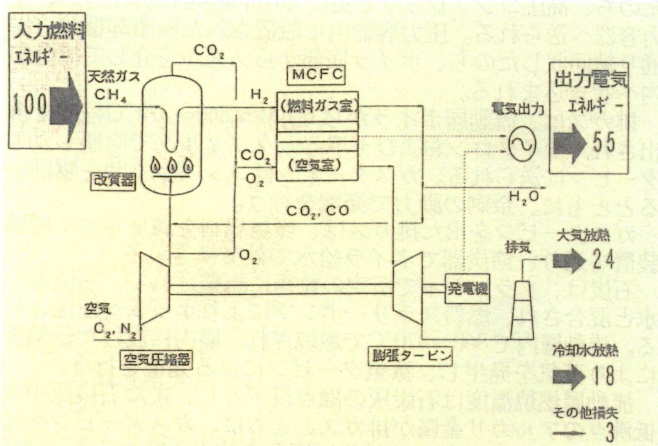 入力燃料
エネルギー
100
天然ガス
CH₄
改質器
CO₂
H₂
MCFC
(燃料ガス室)
(空気室)
CO₂
O₂
CO₂, CO
O₂
電気出力
出力電気
エネルギー
55
H₂O
空気
O₂, N₂
空気圧縮器
膨張タービン
発電機
排気
大気放熱
24
冷却水放熱
18
その他損失
3